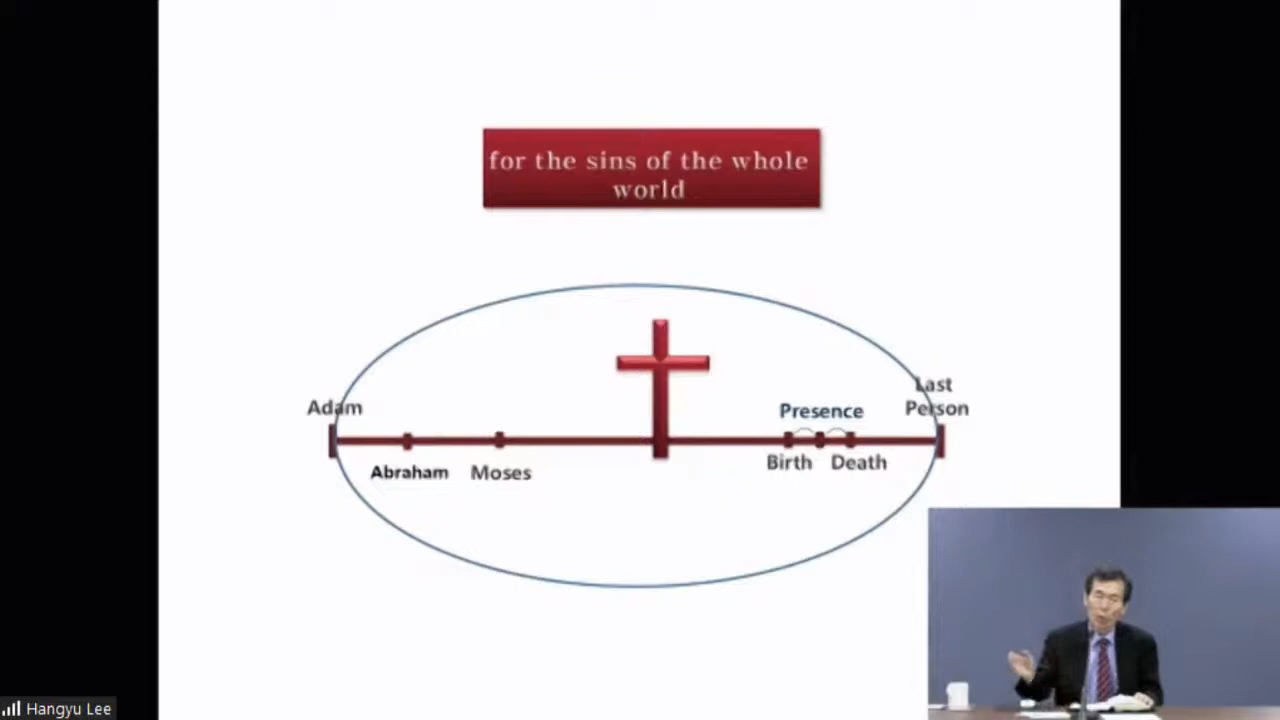 for the sins of the whole
world
Adam
Last
Person
Presence
Birth
Death
Abraham
Moses
Hangyu Lee